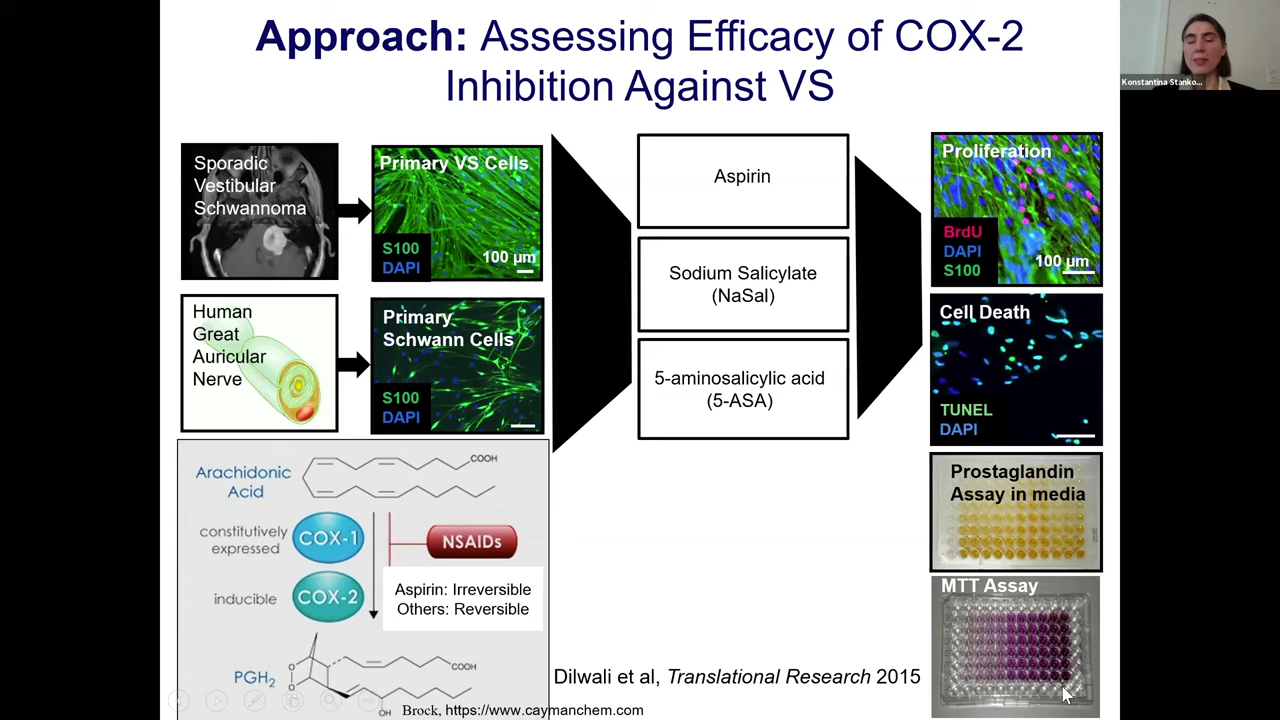 Approach: Assessing Efficacy of COX-2
Inhibition Against VS
Konstantina Stanko...
Sporadic
Vestibular
Schwannoma
Primary VS Cells
S100
DAPI
100 µm
Human
Great
Auricular
Nerve
Primary
Schwann Cells
S100
DAPI
Aspirin
Sodium Salicylate
(NaSal)
5-aminosalicylic acid
(5-ASA)
Proliferation
BrdU
DAPI
S100
100 µm
Cell Death
TUNEL
DAPI
Prostaglandin
Assay in media
MTT Assay
Arachidonic
Acid
COOH
constitutively
expressed
COX-1
NSAIDs
inducible
COX-2
Aspirin: Irreversible
Others: Reversible
PGH2
O
O
COOH
OH
Brock, https://www.caymanchem.com
Dilwali et al, Translational Research 2015